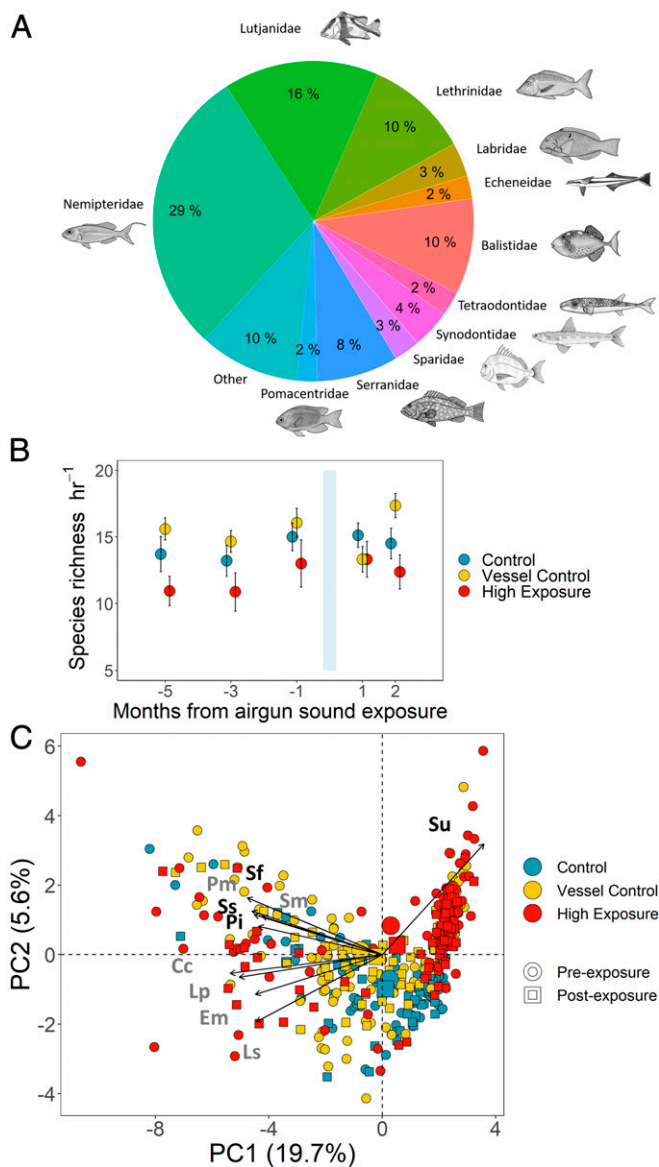 A
Lutjanidae
16 %
Lethrinidae
10 %
Labridae
3 %
Echeneidae
2 %
Nemipteridae
29 %
10 %
Balistidae
2 %
Tetraodontidae
4 %
Synodontidae
3 %
Sparidae
10 %
2 %
8 %
Other
Pomacentridae
Serranidae
B
Species richness hr⁻¹
20
15
10
5
-5 -3 -1 1 2
Months from airgun sound exposure
Control
Vessel Control
High Exposure
C
PC2 (5.6%)
6
4
2
0
-2
-4
Su
Sf
Pm
Ss
Sm
Pi
Cc
Lp
Em
Ls
-8 -4 0 4
PC1 (19.7%)
Control
Vessel Control
High Exposure
Pre-exposure
Post-exposure